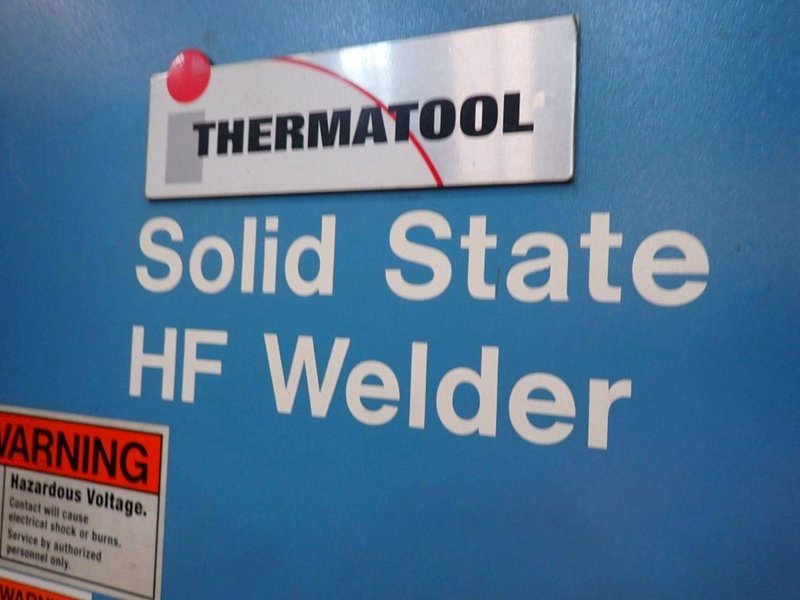 THERMATOOL
Solid State
HF Welder
WARNING
Hazardous Voltage.
Contact will cause
electrical shock or burns.
Service by authorized
personnel only.
WARNING